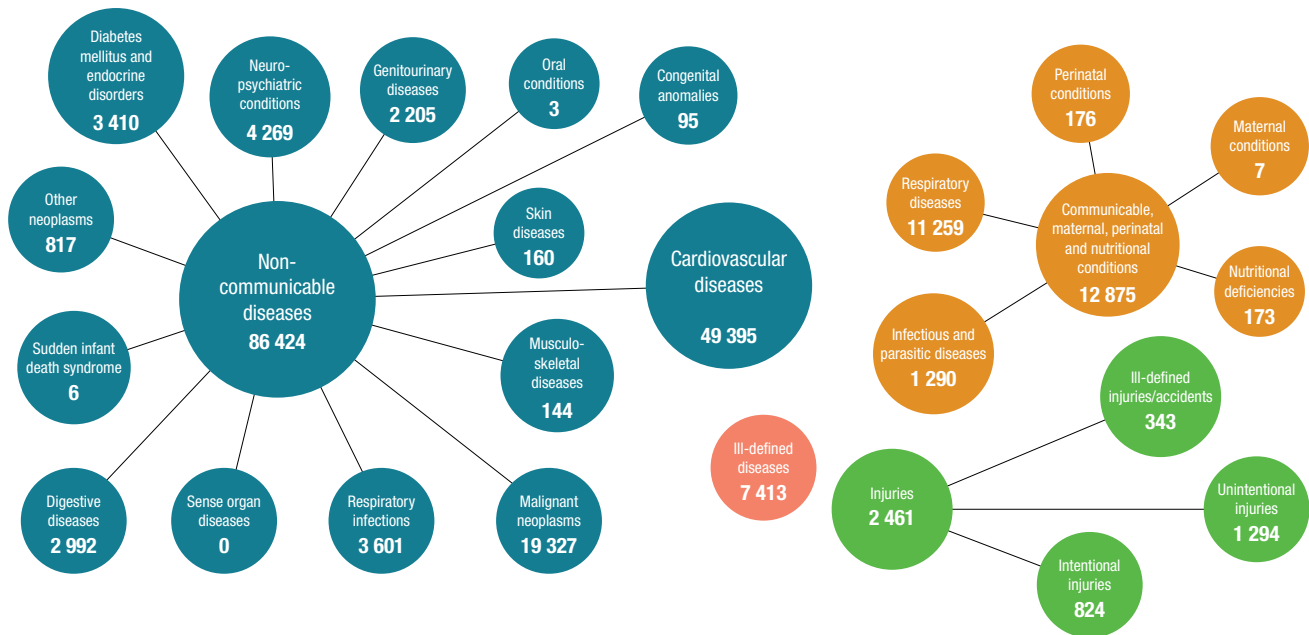 Diabetes
mellitus and
endocrine
disorders
3 410
Neuro-
psychiatric
conditions
4 269
Genitourinary
diseases
2 205
Oral
conditions
3
Congenital
anomalies
95
Other
neoplasms
817
Non-
communicable
diseases
86 424
Skin
diseases
160
Cardiovascular
diseases
49 395
Sudden infant
death syndrome
6
Musculo-
skeletal
diseases
144
Digestive
diseases
2 992
Sense organ
diseases
0
Respiratory
infections
3 601
Malignant
neoplasms
19 327
Perinatal
conditions
176
Maternal
conditions
7
Respiratory
diseases
11 259
Communicable,
maternal, perinatal
and nutritional
conditions
12 875
Nutritional
deficiencies
173
Infectious and
parasitic diseases
1 290
Ill-defined
diseases
7 413
Injuries
2 461
Ill-defined
injuries/accidents
343
Unintentional
injuries
1 294
Intentional
injuries
824